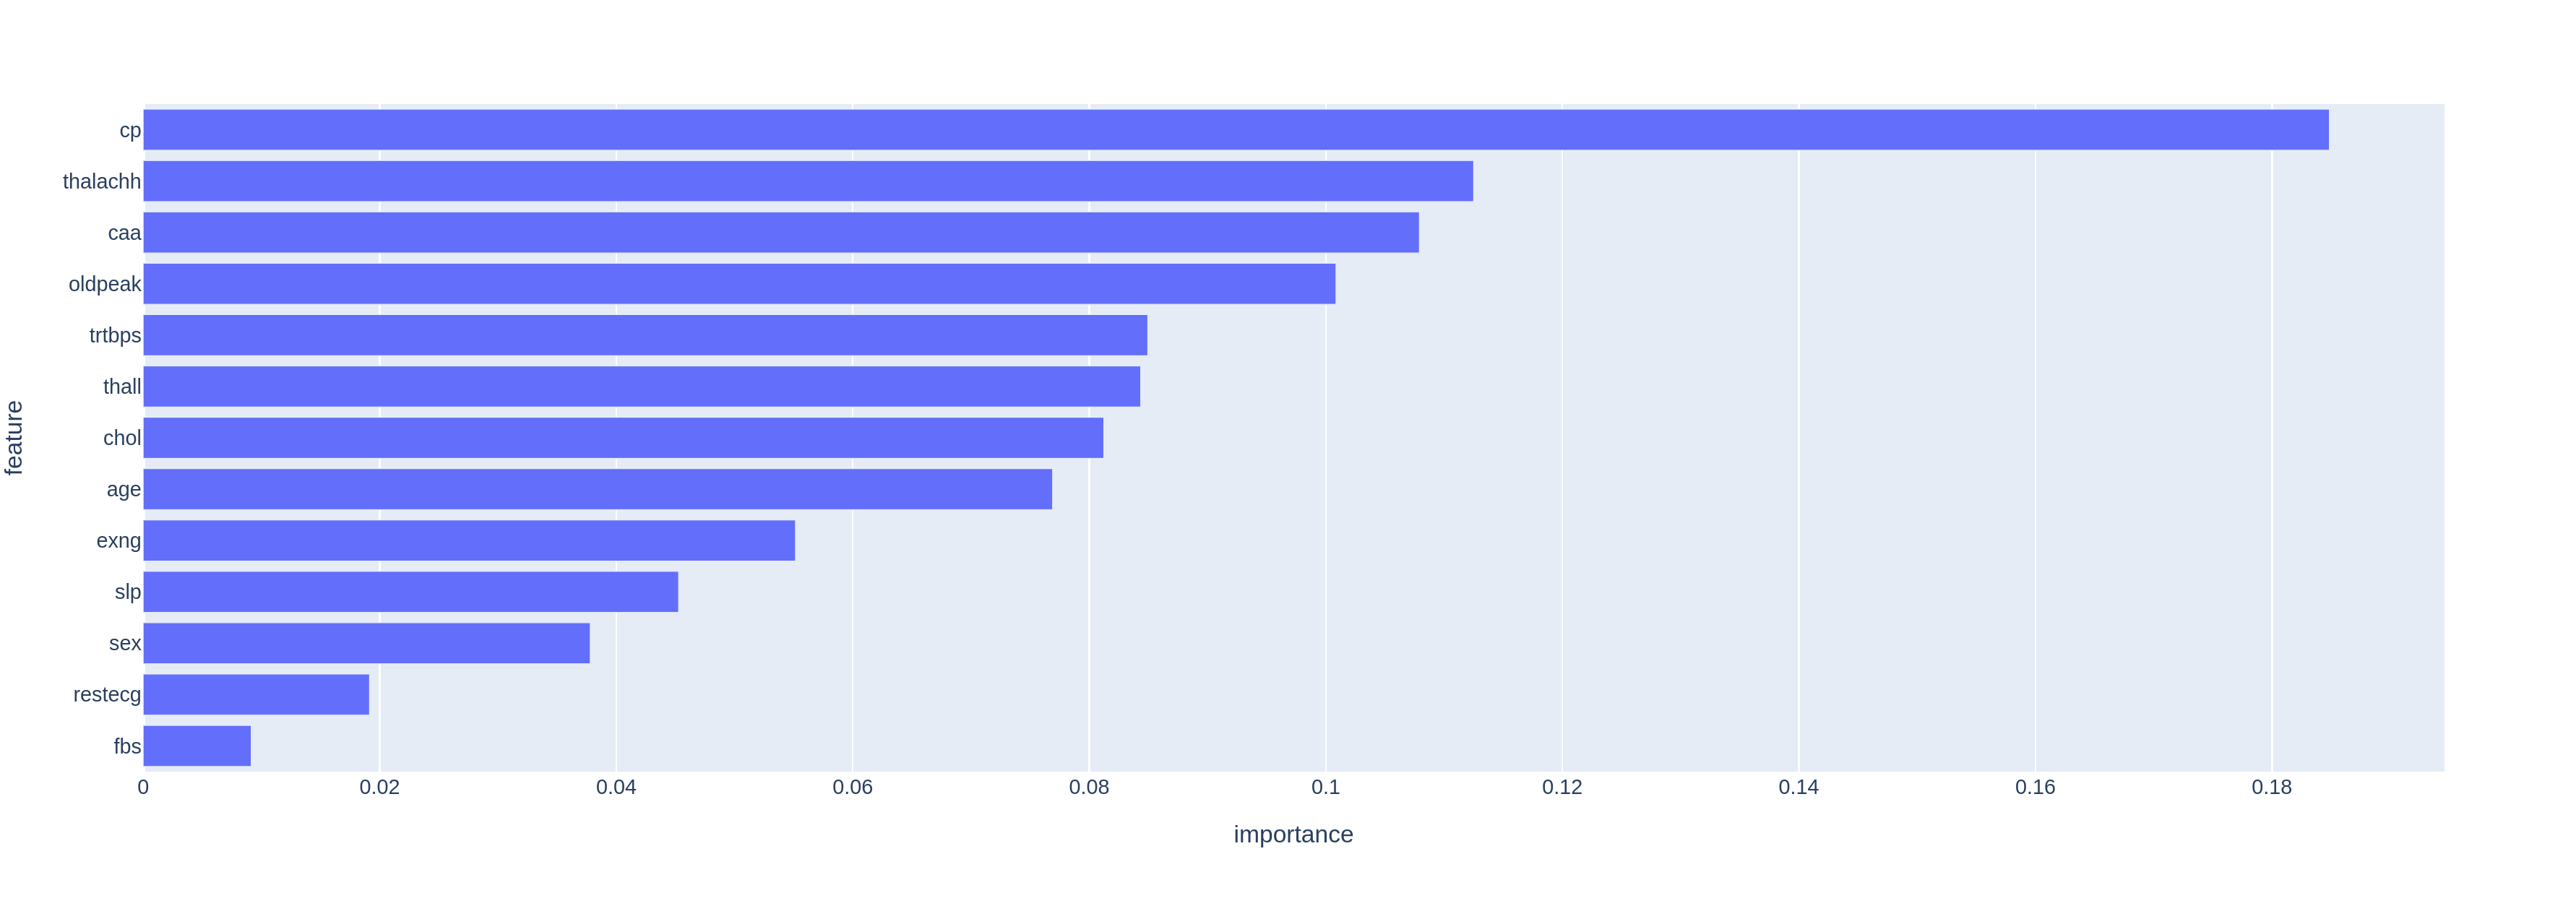 cp
thalachh
caa
oldpeak
trtbps
thall
chol
age
exng
slp
sex
restecg
fbs
feature
0 0.02 0.04 0.06 0.08 0.1 0.12 0.14 0.16 0.18
importance